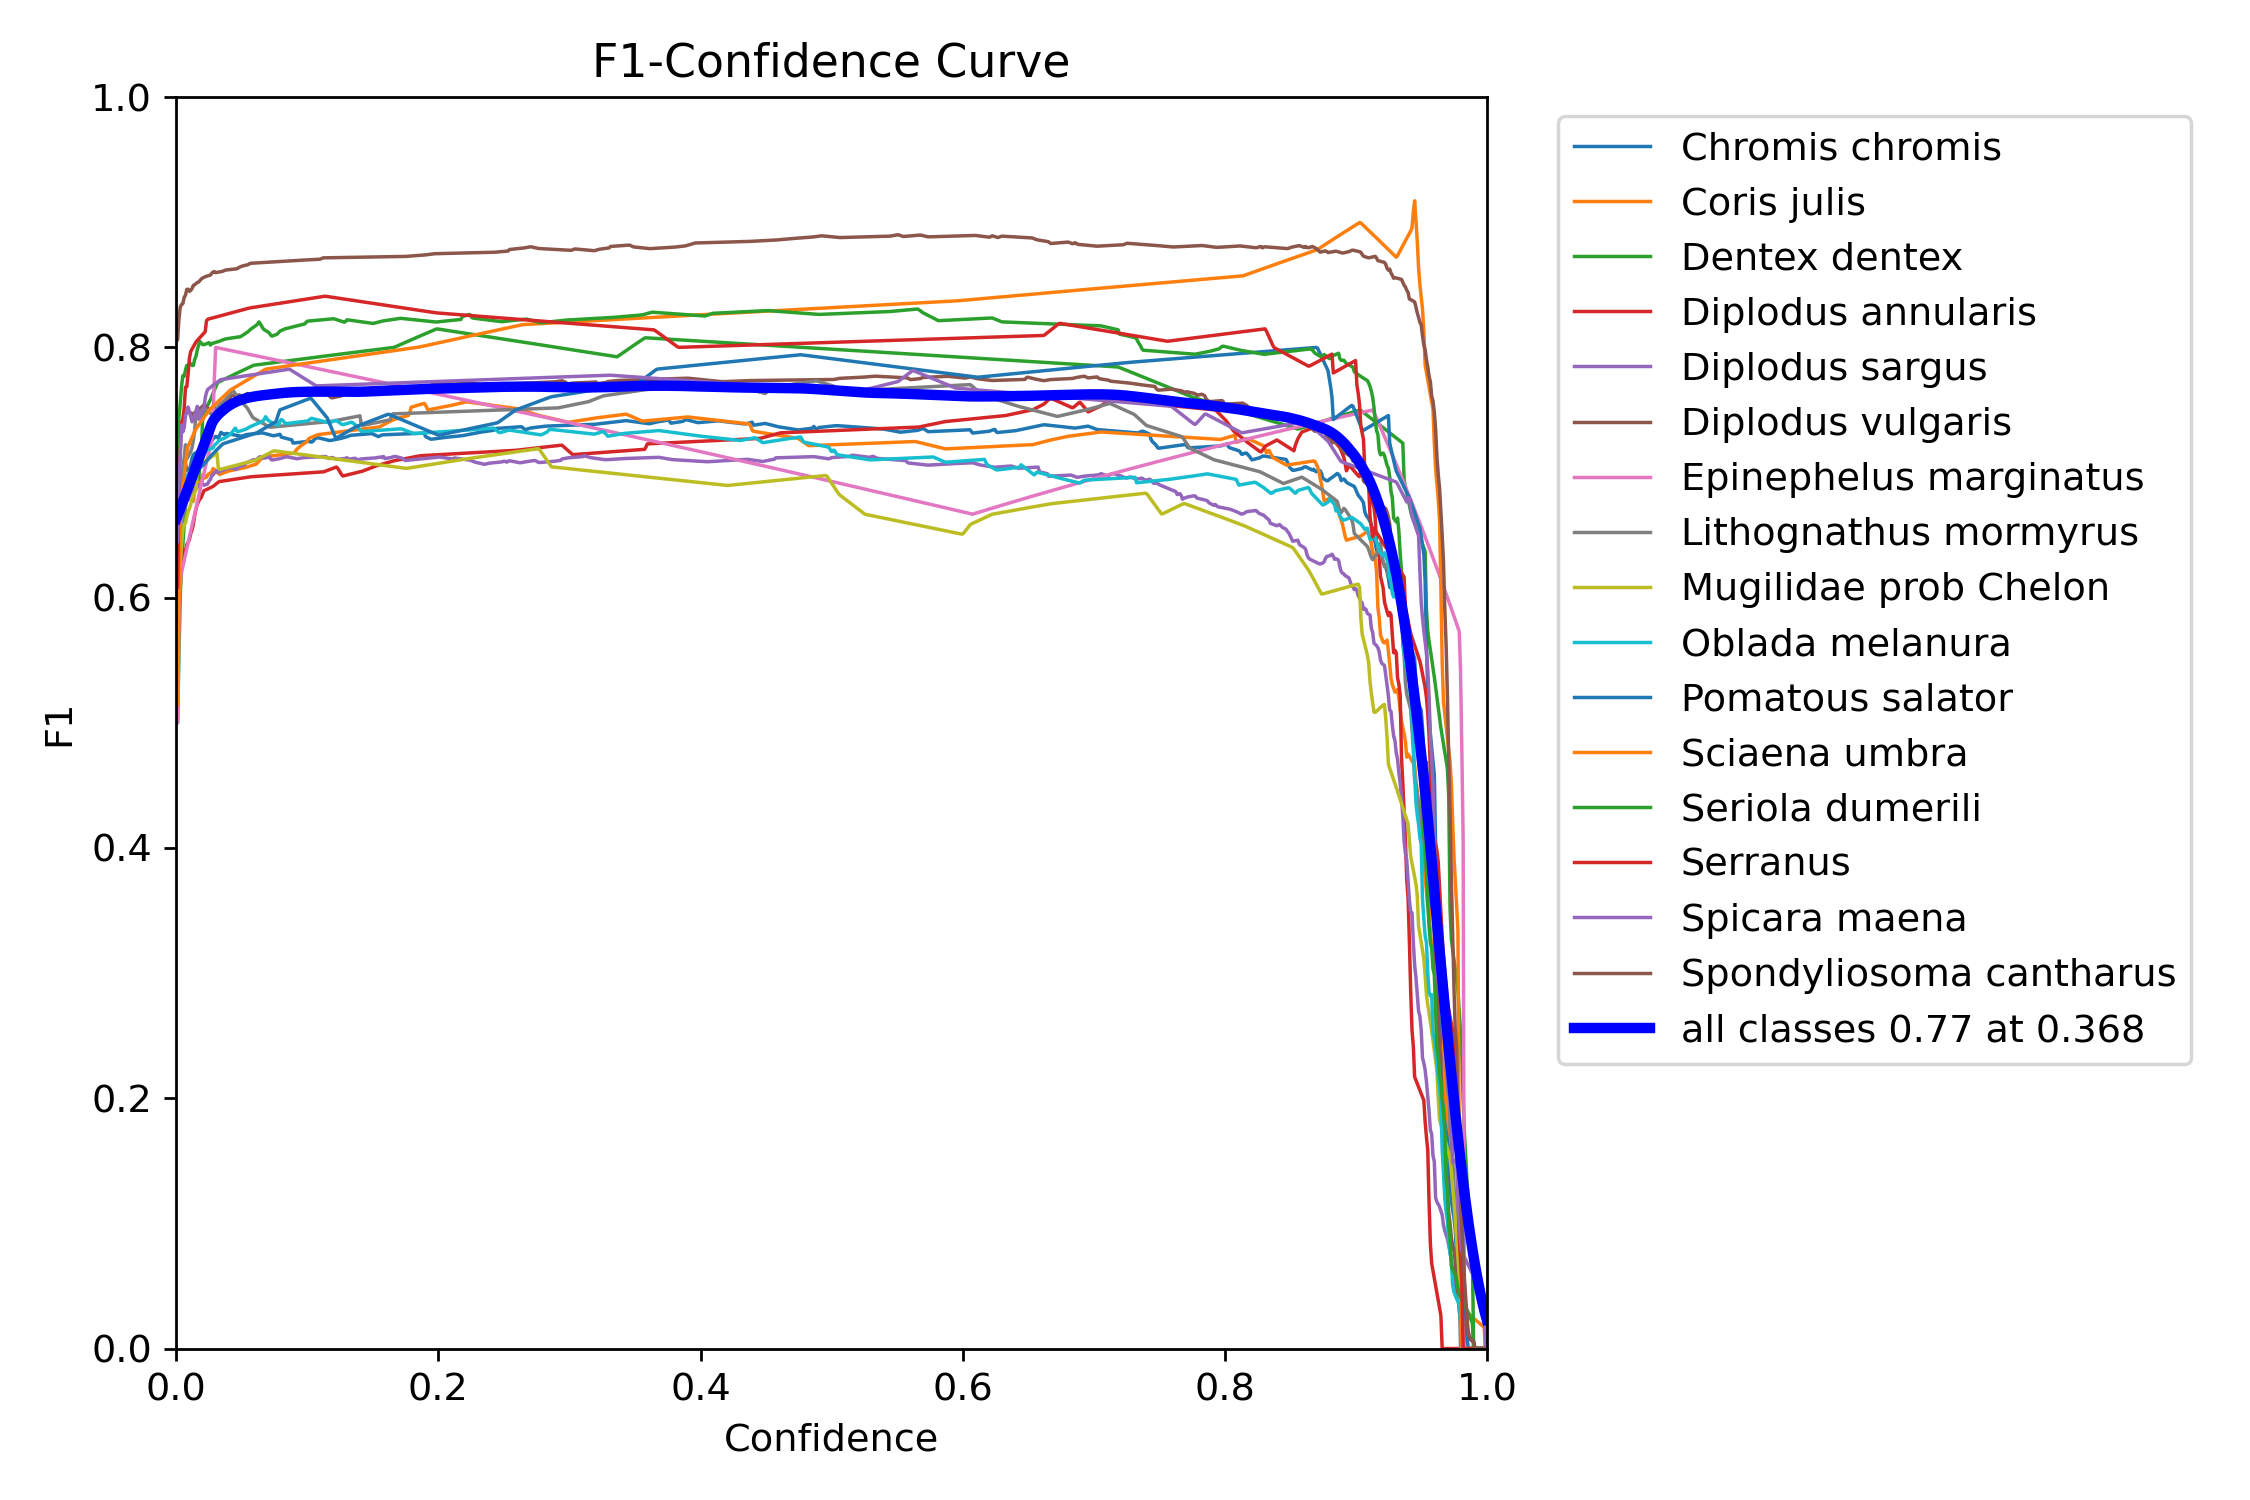 F1-Confidence Curve
1.0
0.8
0.6
0.4
0.2
0.0
F1
0.0 0.2 0.4 0.6 0.8 1.0
Confidence
Chromis chromis
Coris julis
Dentex dentex
Diplodus annularis
Diplodus sargus
Diplodus vulgaris
Epinephelus marginatus
Lithognathus mormyrus
Mugilidae prob Chelon
Oblada melanura
Pomatous salator
Sciaena umbra
Seriola dumerili
Serranus
Spicara maena
Spondyliosoma cantharus
all classes 0.77 at 0.368